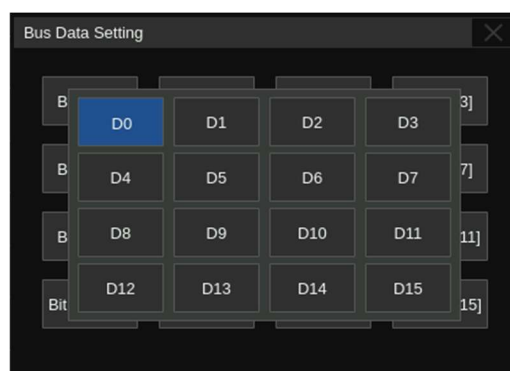 Bus Data Setting
B 3]
D0 D1 D2 D3
B 7]
D4 D5 D6 D7
B 11]
D8 D9 D10 D11
D12 D13 D14 D15
Bit 15]